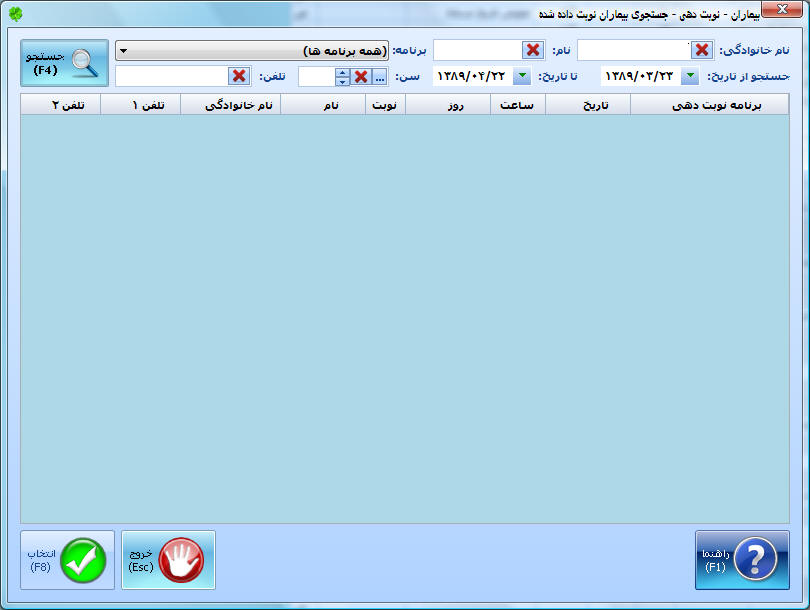 بیماران - نوبت دهی - جستجوی بیماران نوبت داده شده
نام خانوادگی: نام: برنامه: (همه برنامه ها)
جستجو از تاریخ: ۱۳۸۹/۰۳/۲۳ تا تاریخ: ۱۳۸۹/۰۴/۲۲ سن: ... تلفن:
جستجو
(F4)
برنامه نوبت دهی تاریخ ساعت روز نوبت نام نام خانوادگی تلفن ۱ تلفن ۲
راهنما
(F1)
خروج
(Esc)
انتخاب
(F8)